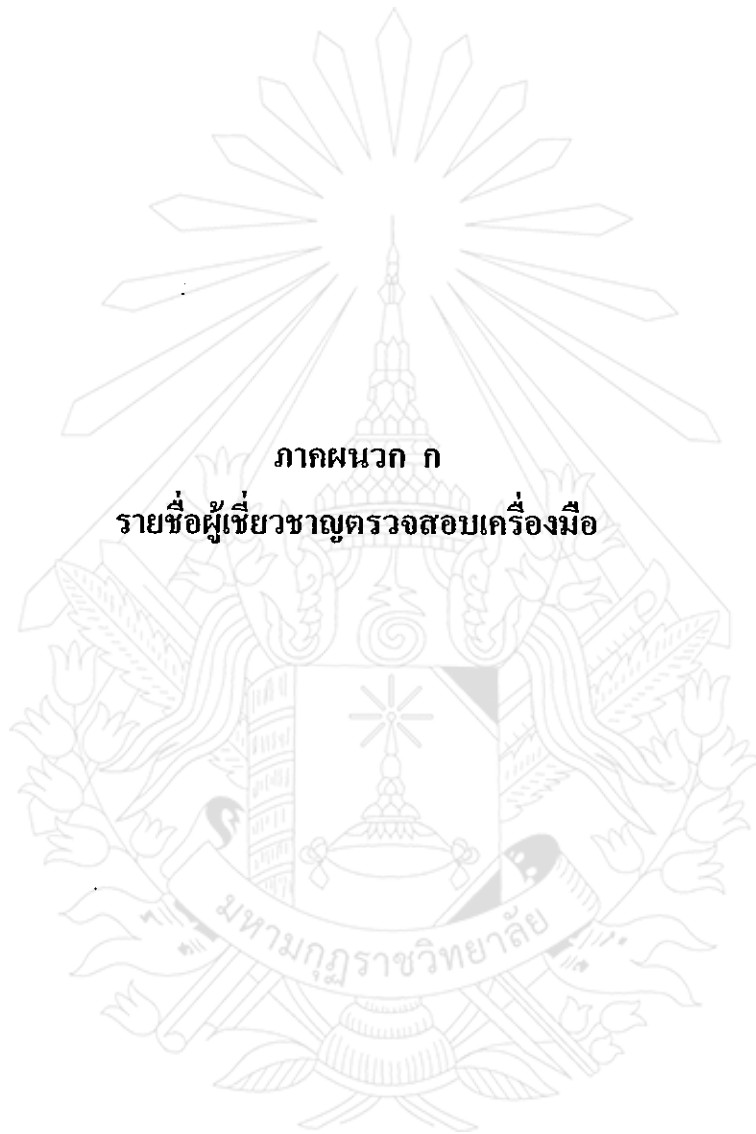 ภาคผนวก ก
รายชื่อผู้เชี่ยวชาญตรวจสอบเครื่องมือ
มหามกุฏราชวิทยาลัย